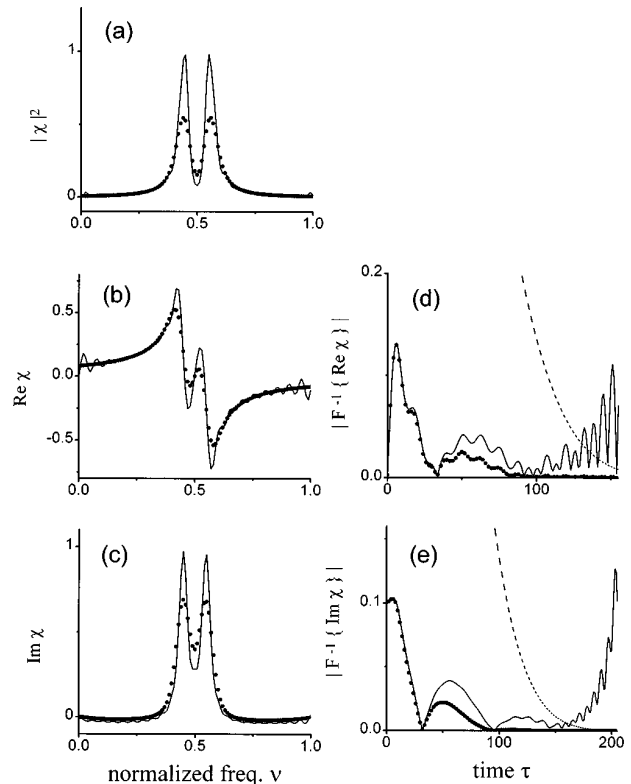 (a)
1
| χ |²
0
0.0 0.5 1.0
(b)
0.5
Re χ
0.0
-0.5
0.0 0.5 1.0
(d)
0.2
| F⁻¹ { Re χ } |
0.0
0 100
(c)
1
Im χ
0
0.0 0.5 1.0
normalized freq. ν
(e)
0.1
| F⁻¹ { Im χ } |
0.0
0 100 200
time τ